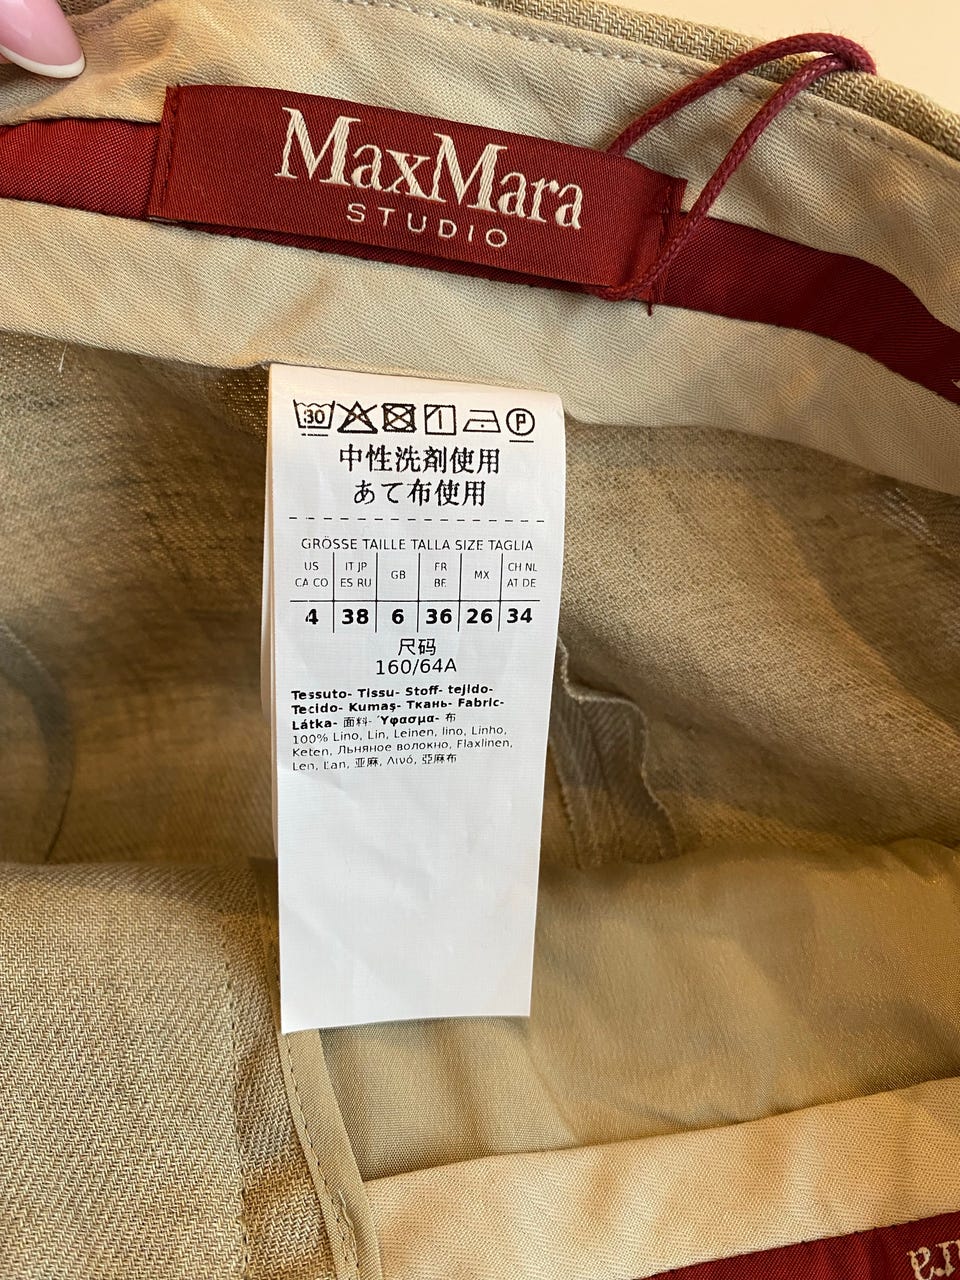 MaxMara
STUDIO
30 P
中性洗剤使用
あて布使用
GRÖSSE TAILLE TALLA SIZE TAGLIA
US IT JP GB FR MX CH NL
CA CO ES RU BE AT DE
4 38 6 36 26 34
尺码
160/64A
Tessuto- Tissu- Stoff- tejido-
Tecido- Kumaş- Ткань- Fabric-
Látka- 面料- Ύφασμα- 布
100% Lino, Lin, Leinen, lino, Linho,
Keten, Льняное волокно, Flaxlinen,
Len, Ľan, 亚麻, Λινό, 亞麻布